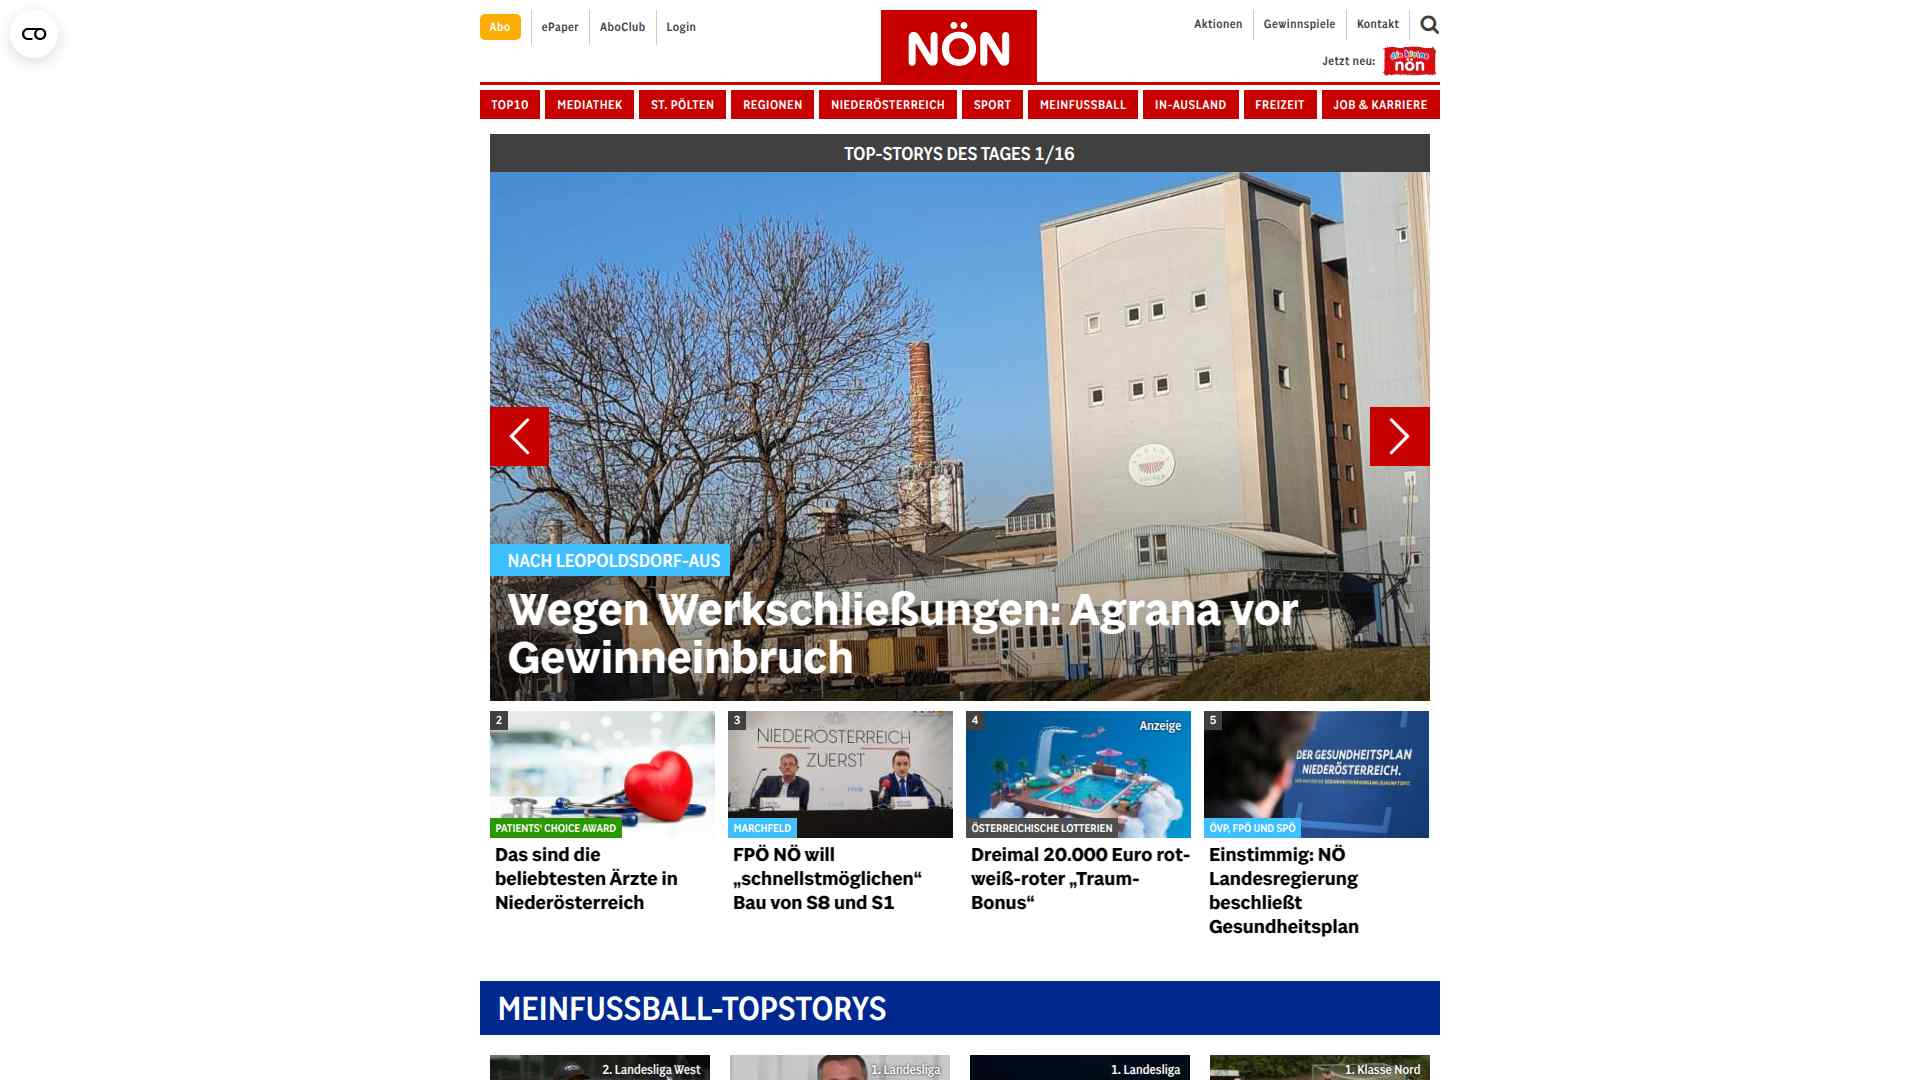 Abo
ePaper
AboClub
Login
NÖN
Aktionen
Gewinnspiele
Kontakt
Jetzt neu:
die kleine
nön
TOP10
MEDIATHEK
ST. PÖLTEN
REGIONEN
NIEDERÖSTERREICH
SPORT
MEINFUSSBALL
IN-AUSLAND
FREIZEIT
JOB & KARRIERE
TOP-STORYS DES TAGES 1/16
NACH LEOPOLDSDORF-AUS
Wegen Werkschließungen: Agrana vor
Gewinneinbruch
2
PATIENTS' CHOICE AWARD
Das sind die
beliebtesten Ärzte in
Niederösterreich
3
NIEDERÖSTERREICH
ZUERST
MARCHFELD
FPÖ NÖ will
„schnellstmöglichen“
Bau von S8 und S1
4
Anzeige
ÖSTERREICHISCHE LOTTERIEN
Dreimal 20.000 Euro rot-
weiß-roter „Traum-
Bonus“
5
DER GESUNDHEITSPLAN
NIEDERÖSTERREICH.
ÖVP, FPÖ UND SPÖ
Einstimmig: NÖ
Landesregierung
beschließt
Gesundheitsplan
MEINFUSSBALL-TOPSTORYS
2. Landesliga West
1. Landesliga
1. Landesliga
1. Klasse Nord